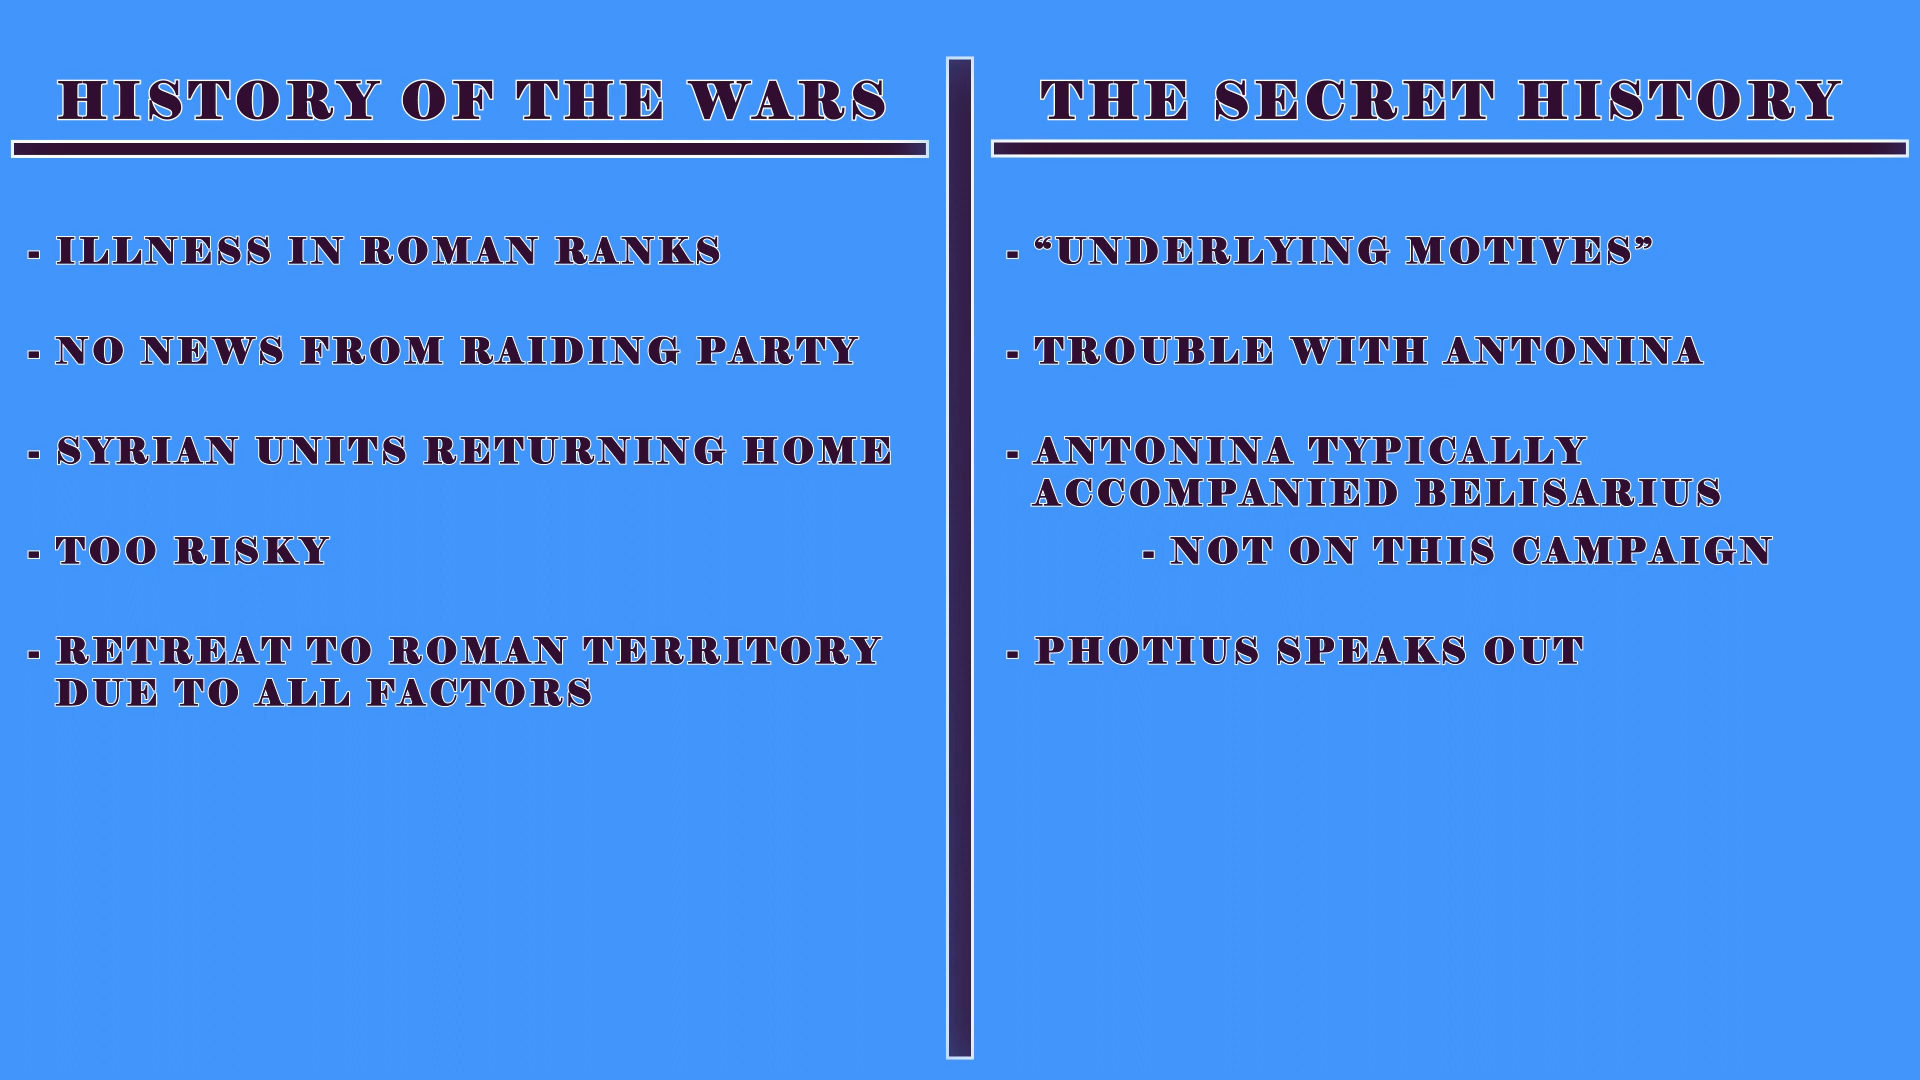 HISTORY OF THE WARS
- ILLNESS IN ROMAN RANKS
- NO NEWS FROM RAIDING PARTY
- SYRIAN UNITS RETURNING HOME
- TOO RISKY
- RETREAT TO ROMAN TERRITORY
DUE TO ALL FACTORS
THE SECRET HISTORY
- “UNDERLYING MOTIVES”
- TROUBLE WITH ANTONINA
- ANTONINA TYPICALLY
ACCOMPANIED BELISARIUS
- NOT ON THIS CAMPAIGN
- PHOTIUS SPEAKS OUT